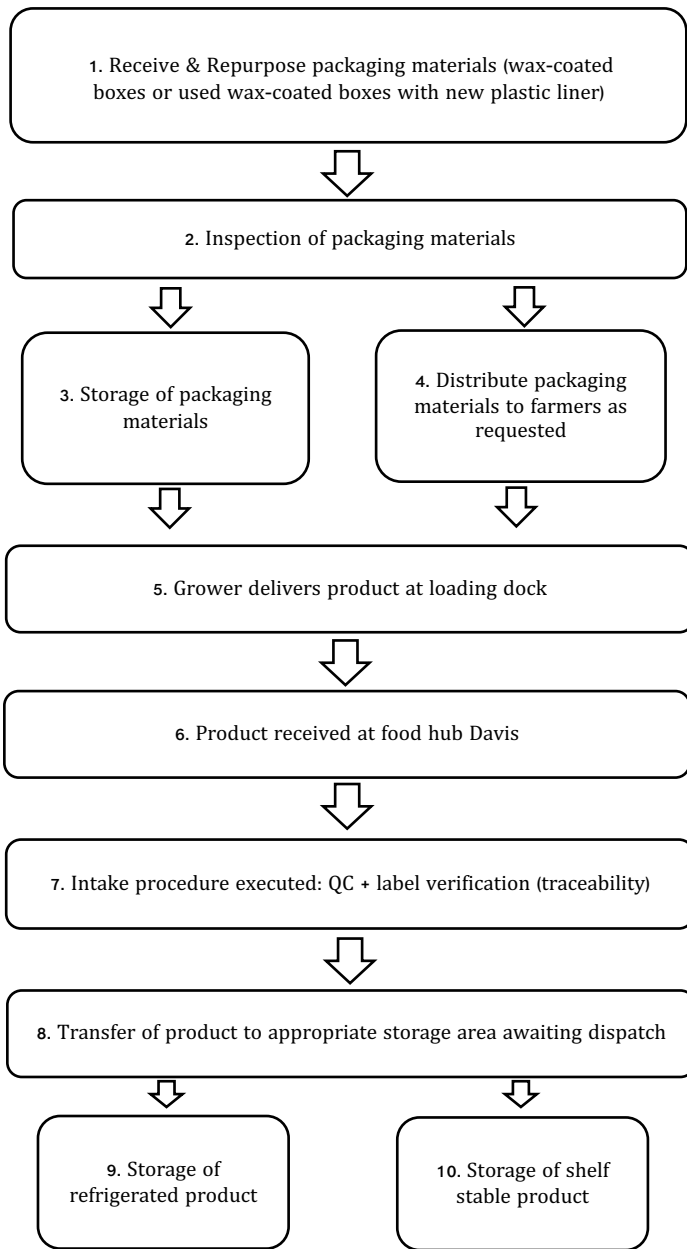 1. Receive & Repurpose packaging materials (wax-coated
boxes or used wax-coated boxes with new plastic liner)
2. Inspection of packaging materials
3. Storage of packaging
materials
4. Distribute packaging
materials to farmers as
requested
5. Grower delivers product at loading dock
6. Product received at food hub Davis
7. Intake procedure executed: QC + label verification (traceability)
8. Transfer of product to appropriate storage area awaiting dispatch
9. Storage of
refrigerated product
10. Storage of shelf
stable product